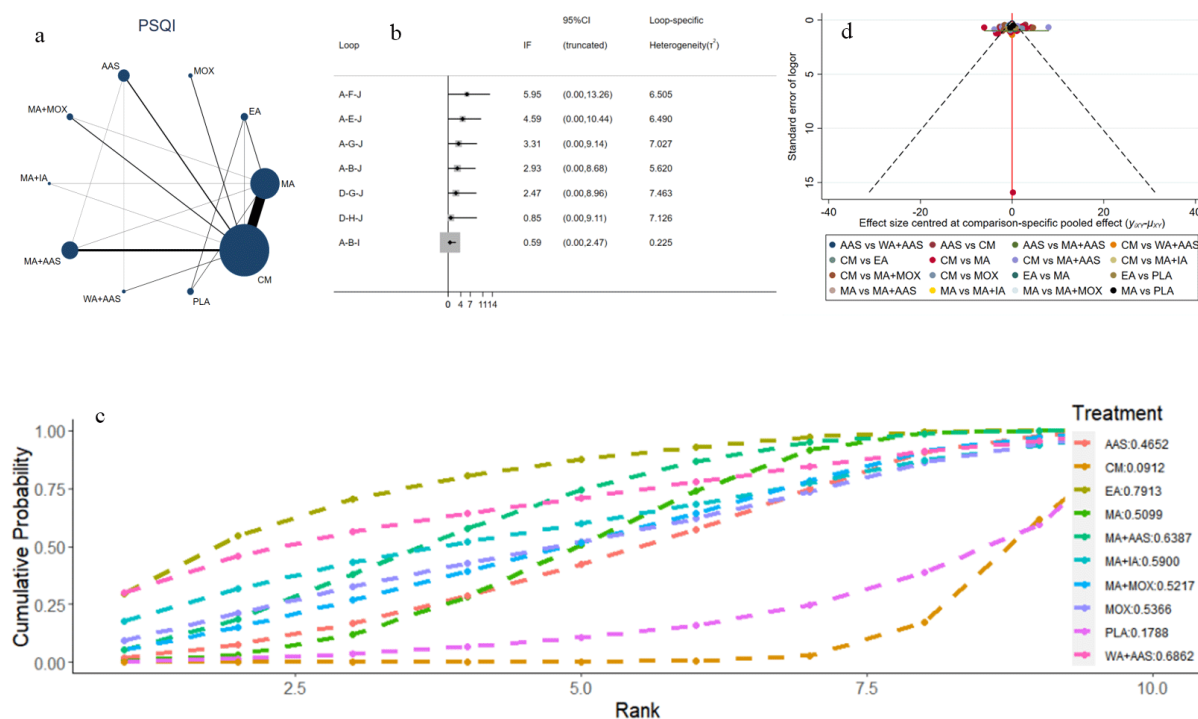 a
PSQI
AAS
MOX
MA+MOX
EA
MA+IA
MA
MA+AAS
CM
WA+AAS
PLA
b
95%CI Loop-specific
Loop IF (truncated) Heterogeneity(τ²)
A-F-J 5.95 (0.00,13.26) 6.505
A-E-J 4.59 (0.00,10.44) 6.490
A-G-J 3.31 (0.00,9.14) 7.027
A-B-J 2.93 (0.00,8.68) 5.620
D-G-J 2.47 (0.00,8.96) 7.463
D-H-J 0.85 (0.00,9.11) 7.126
A-B-I 0.59 (0.00,2.47) 0.225
0 4 7 1114
d
Standard error of logor
0
5
10
15
-40 -20 0 20 40
Effect size centred at comparison-specific pooled effect (yᵢXY-μXY)
AAS vs WA+AAS AAS vs CM AAS vs MA+AAS CM vs WA+AAS
CM vs EA CM vs MA CM vs MA+AAS CM vs MA+IA
CM vs MA+MOX CM vs MOX EA vs MA EA vs PLA
MA vs MA+AAS MA vs MA+IA MA vs MA+MOX MA vs PLA
c
Cumulative Probability
1.00
0.75
0.50
0.25
0.00
2.5 5.0 7.5 10.0
Rank
Treatment
AAS:0.4652
CM:0.0912
EA:0.7913
MA:0.5099
MA+AAS:0.6387
MA+IA:0.5900
MA+MOX:0.5217
MOX:0.5366
PLA:0.1788
WA+AAS:0.6862